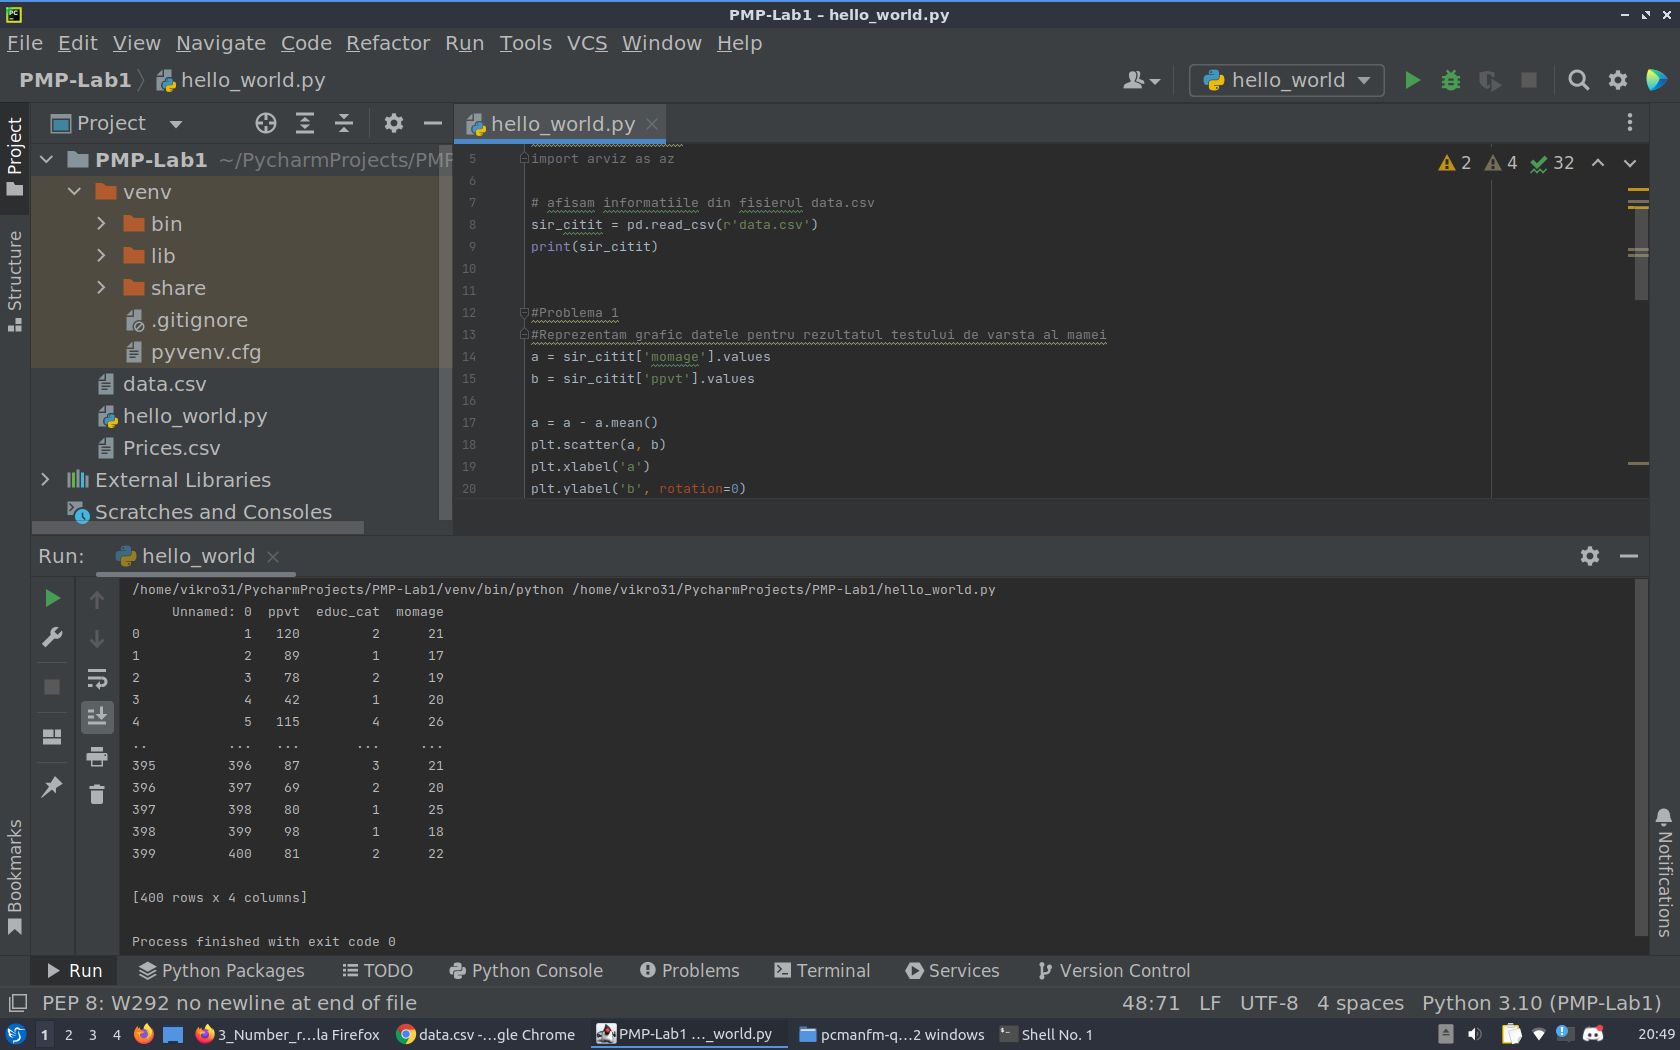 PMP-Lab1 – hello_world.py
File Edit View Navigate Code Refactor Run Tools VCS Window Help
PMP-Lab1 hello_world.py
hello_world
Project
hello_world.py
Project
Structure
Bookmarks
Notifications
PMP-Lab1 ~/PycharmProjects/PMP
venv
bin
lib
share
.gitignore
pyvenv.cfg
data.csv
hello_world.py
Prices.csv
External Libraries
Scratches and Consoles
2 4 32
5 import arviz as az
6
7 # afisam informatiile din fisierul data.csv
8 sir_citit = pd.read_csv(r'data.csv')
9 print(sir_citit)
10
11
12 #Problema 1
13 #Reprezentam grafic datele pentru rezultatul testului de varsta al mamei
14 a = sir_citit['momage'].values
15 b = sir_citit['ppvt'].values
16
17 a = a - a.mean()
18 plt.scatter(a, b)
19 plt.xlabel('a')
20 plt.ylabel('b', rotation=0)
Run: hello_world
/home/vikro31/PycharmProjects/PMP-Lab1/venv/bin/python /home/vikro31/PycharmProjects/PMP-Lab1/hello_world.py
Unnamed: 0 ppvt educ_cat momage
0 1 120 2 21
1 2 89 1 17
2 3 78 2 19
3 4 42 1 20
4 5 115 4 26
.. ... ... ... ...
395 396 87 3 21
396 397 69 2 20
397 398 80 1 25
398 399 98 1 18
399 400 81 2 22
[400 rows x 4 columns]
Process finished with exit code 0
Run Python Packages TODO Python Console Problems Terminal Services Version Control
PEP 8: W292 no newline at end of file
48:71 LF UTF-8 4 spaces Python 3.10 (PMP-Lab1)
1 2 3 4 3_Number_r...la Firefox data.csv -...gle Chrome PMP-Lab1 ..._world.py pcmanfm-q...2 windows Shell No. 1 20:49